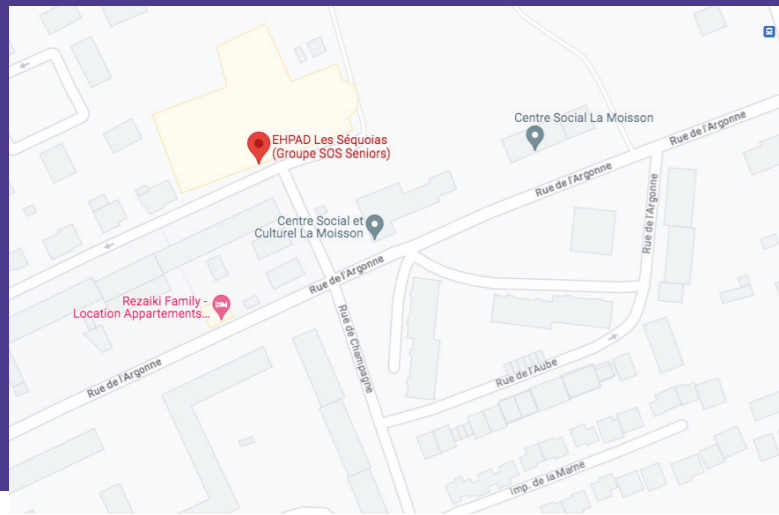 Centre Social La Moisson
Rue de l'Argonne
EHPAD Les Séquoias
(Groupe SOS Seniors)
Rue de l'Argonne
Rue de l'Argonne
Centre Social et
Culturel La Moisson
Rue de l'Argonne
Rezaiki Family -
Location Appartements...
Rue de Champagne
Rue de l'Argonne
Rue de l'Aube
Imp. de la Marne